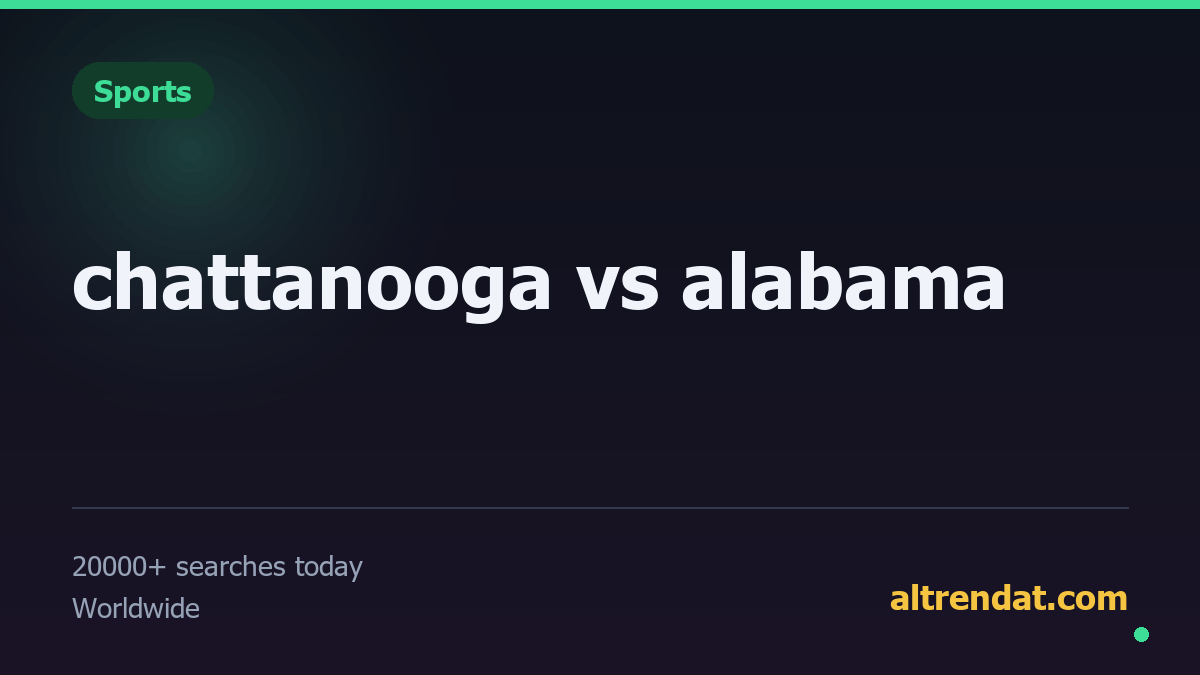 Sports
chattanooga vs alabama
20000+ searches today
Worldwide
altrendat.com